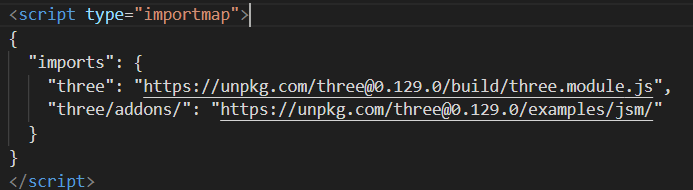 <script type="importmap">
{
"imports": {
"three": "https://unpkg.com/three@0.129.0/build/three.module.js",
"three/addons/": "https://unpkg.com/three@0.129.0/examples/jsm/"
}
}
</script>